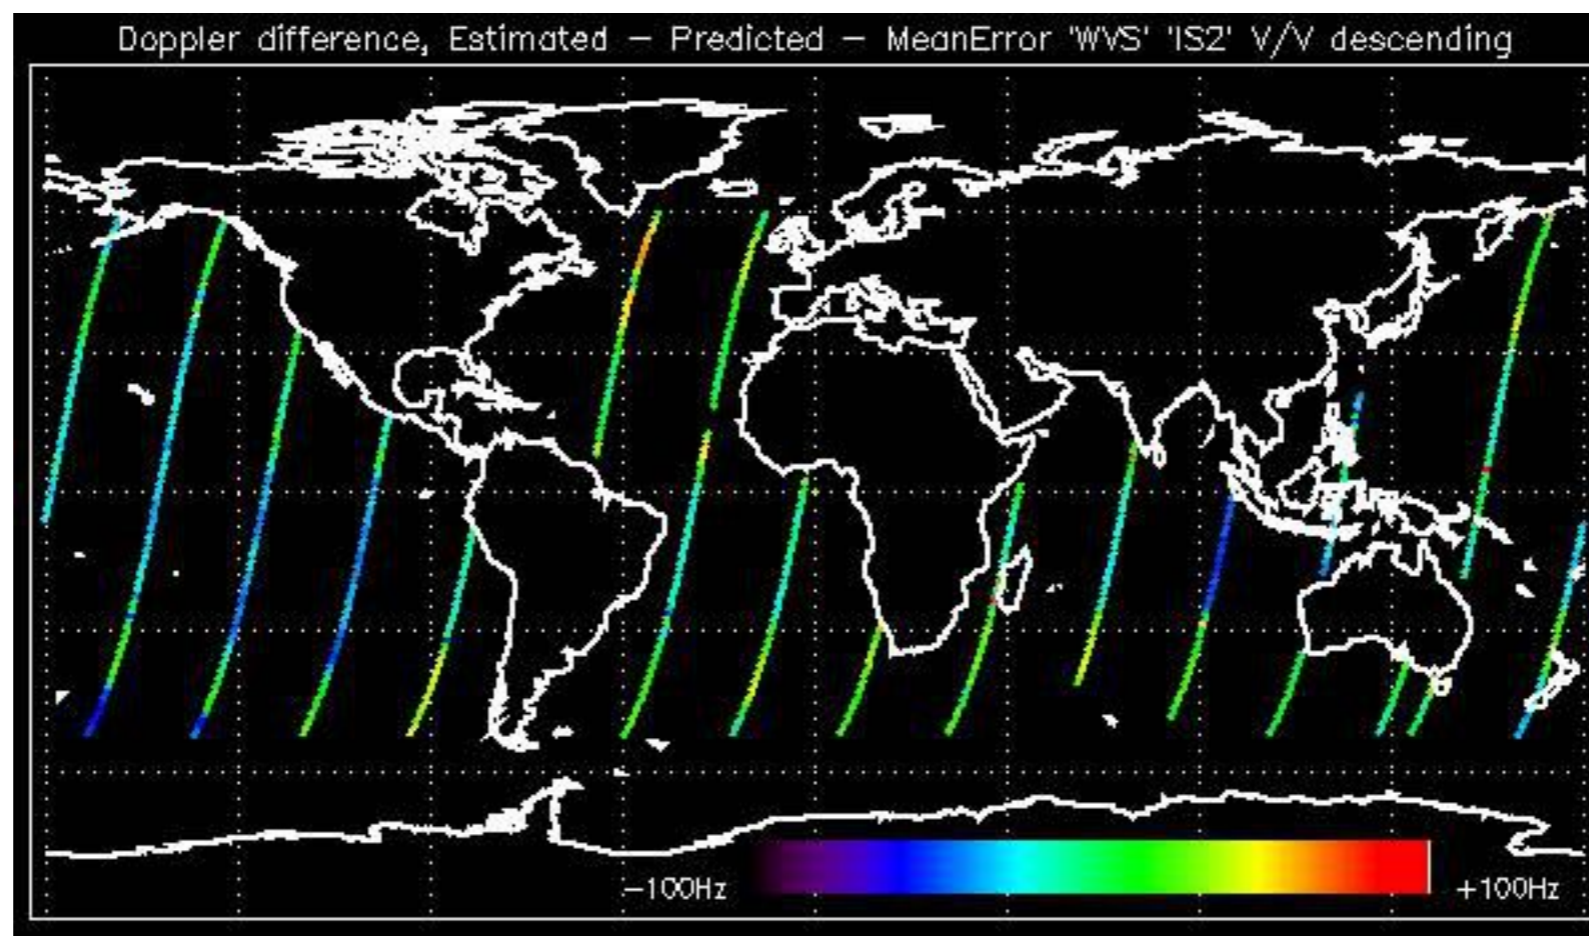 Doppler difference, Estimated – Predicted – MeanError 'WVS' 'IS2' V/V descending
-100Hz +100Hz